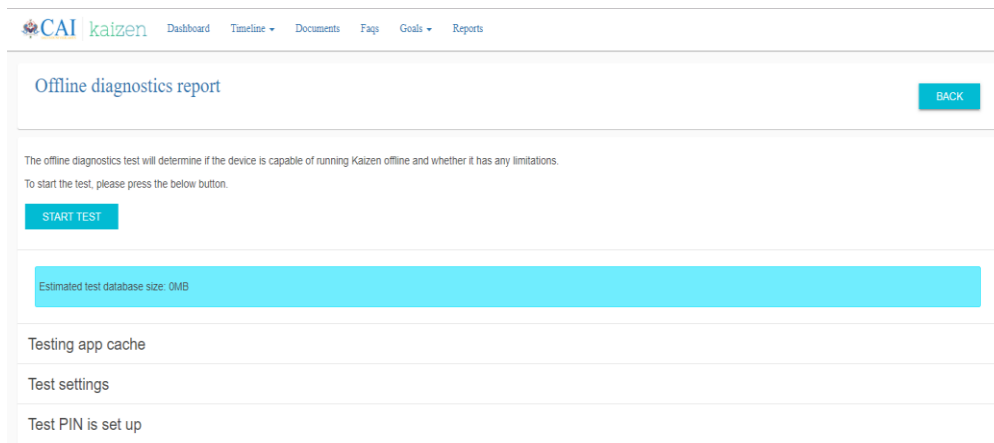 CAI kaizen Dashboard Timeline Documents Faqs Goals Reports
Offline diagnostics report
BACK
The offline diagnostics test will determine if the device is capable of running Kaizen offline and whether it has any limitations.
To start the test, please press the below button.
START TEST
Estimated test database size: 0MB
Testing app cache
Test settings
Test PIN is set up